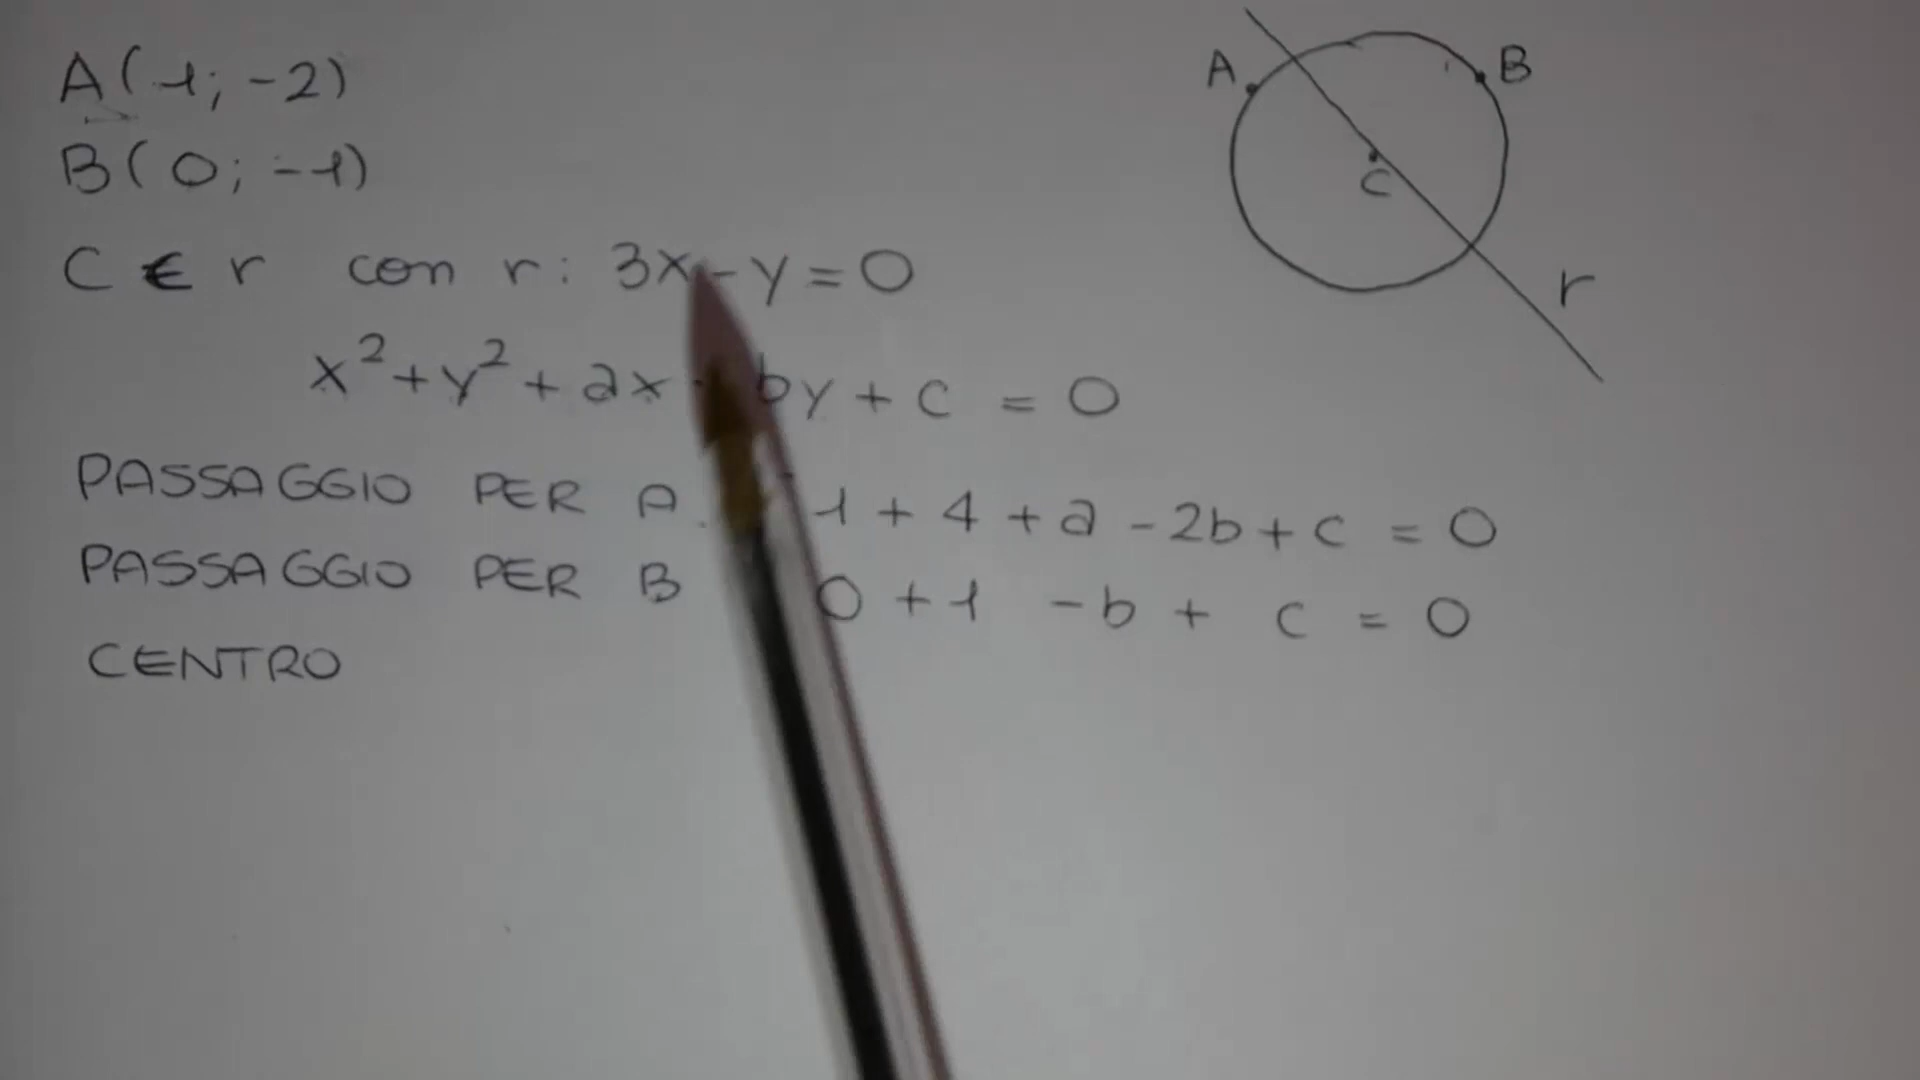 A(1; -2)
B(0; -1)
C ∈ r con r: 3x - y = 0
x² + y² + ax by + c = 0
PASSAGGIO PER A 1 + 4 + a - 2b + c = 0
PASSAGGIO PER B 0 + 1 - b + c = 0
CENTRO
A
B
C
r